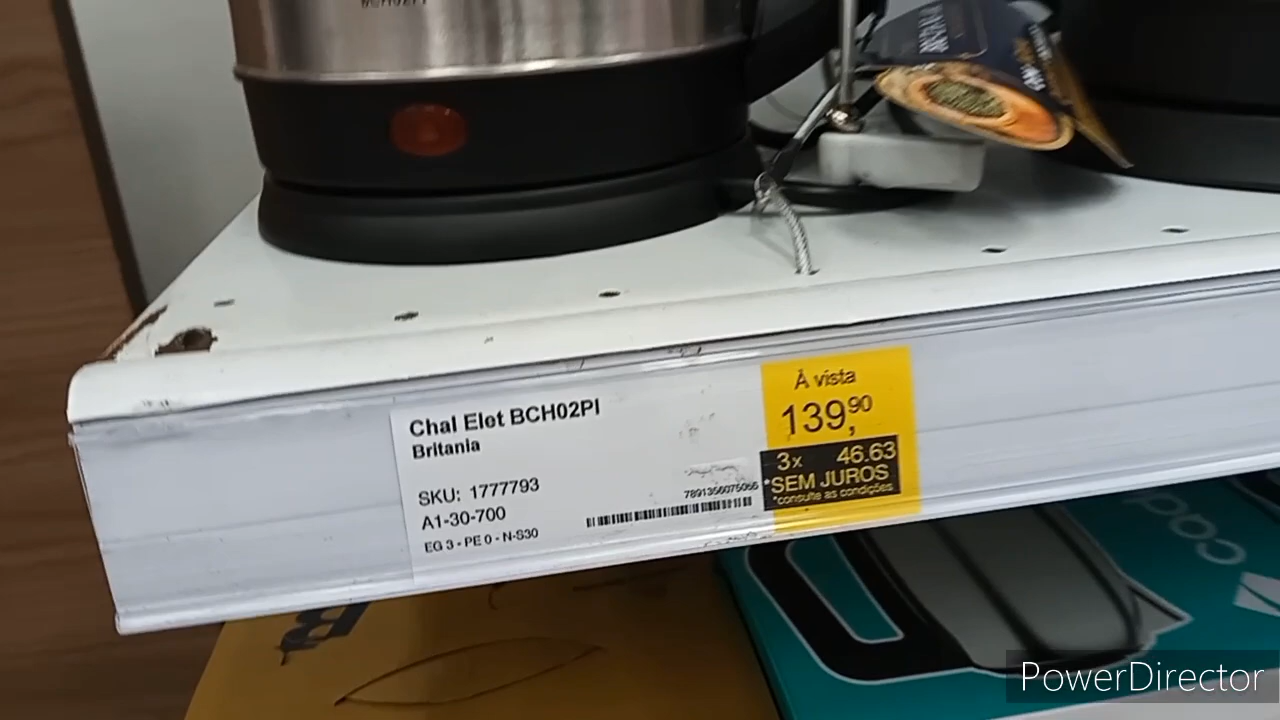 Chal Elet BCH02PI
Britania
SKU: 1777793
A1-30-700
EG 3 - PE 0 - N-S30
À vista
139,90
3x 46.63
*SEM JUROS
*consulte as condições
cad
B
PowerDirector